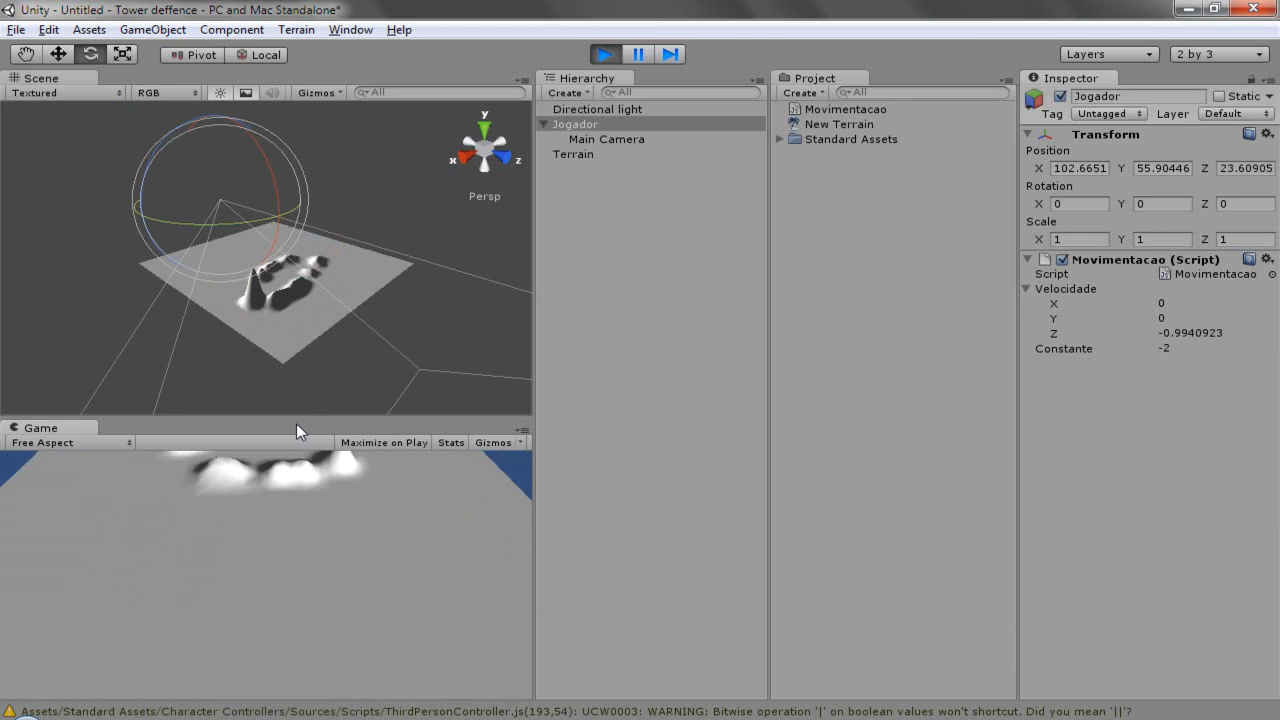 Unity - Untitled - Tower deffence - PC and Mac Standalone*
File Edit Assets GameObject Component Terrain Window Help
Pivot Local Layers 2 by 3
Scene
Textured RGB Gizmos All
y
x z
Persp
Game
Free Aspect Maximize on Play Stats Gizmos
Hierarchy
Create All
Directional light
Jogador
Main Camera
Terrain
Project
Create All
Movimentacao
New Terrain
Standard Assets
Inspector
Jogador Static
Tag Untagged Layer Default
Transform
Position
X 102.6651 Y 55.90446 Z 23.60905
Rotation
X 0 Y 0 Z 0
Scale
X 1 Y 1 Z 1
Movimentacao (Script)
Script Movimentacao
Velocidade
X 0
Y 0
Z -0.9940923
Constante -2
Assets/Standard Assets/Character Controllers/Sources/Scripts/ThirdPersonController.js(193,54): UCW0003: WARNING: Bitwise operation '|' on boolean values won't shortcut. Did you mean '||'?